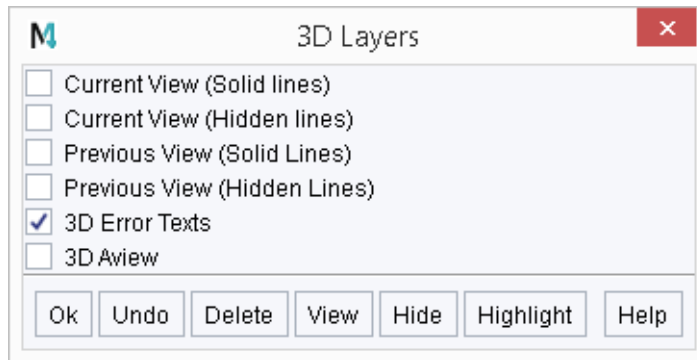 M4 3D Layers
Current View (Solid lines)
Current View (Hidden lines)
Previous View (Solid Lines)
Previous View (Hidden Lines)
3D Error Texts
3D Aview
Ok Undo Delete View Hide Highlight Help